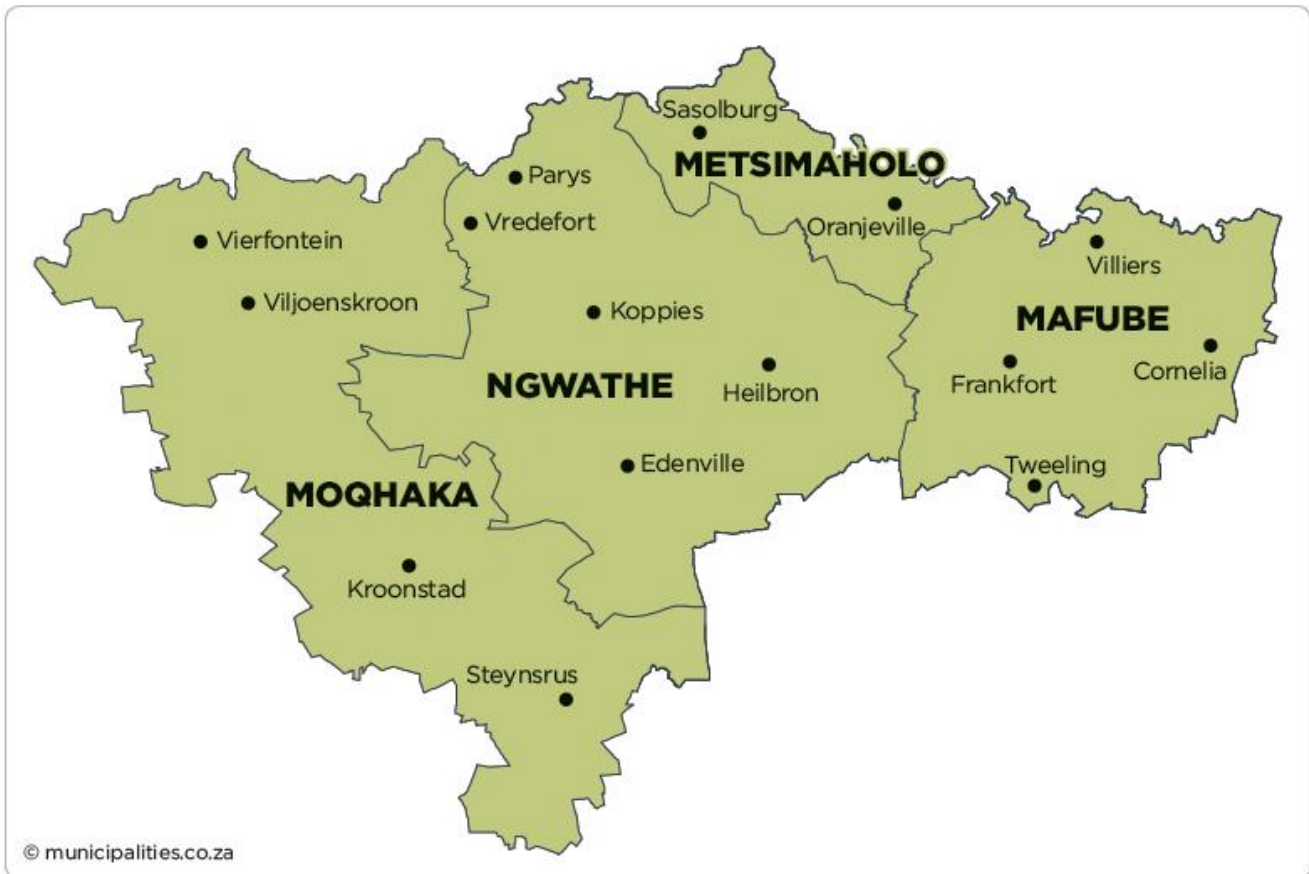 Sasolburg
METSIMAHOLO
Parys
Oranjeville
Vredefort
Vierfontein
Villiers
Viljoenskroon
Koppies
MAFUBE
Cornelia
Frankfort
NGWATHE
Heilbron
Edenville
Tweeling
MOQHAKA
Kroonstad
Steynsrus
© municipalities.co.za